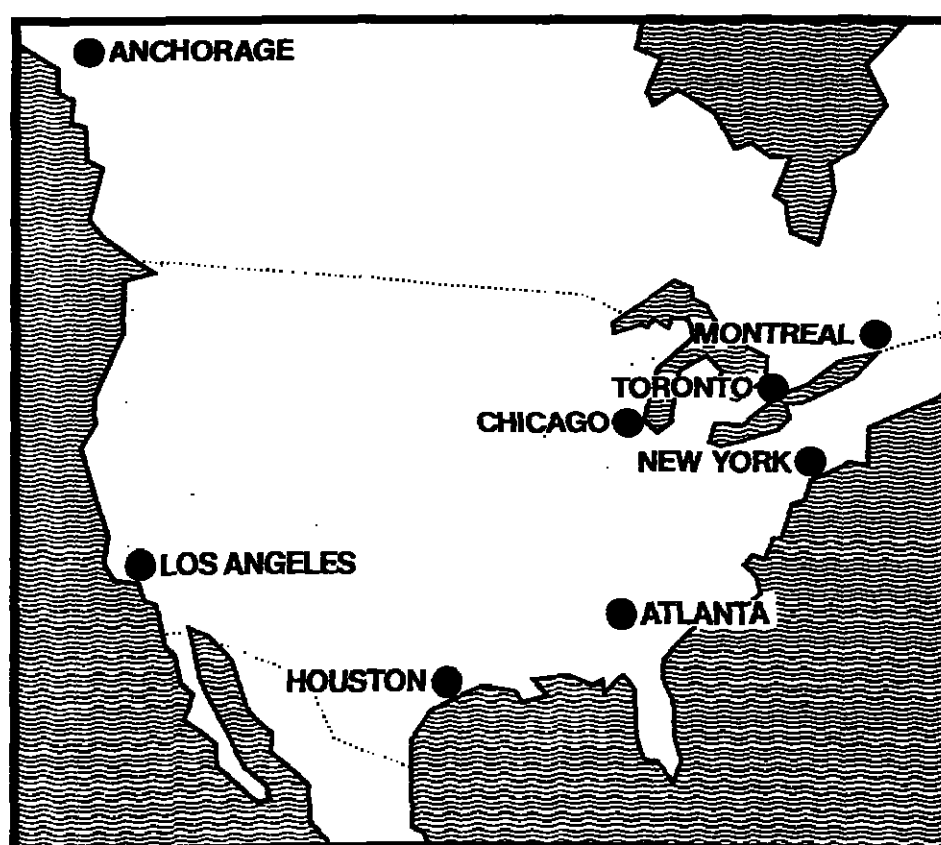 ANCHORAGE
MONTREAL
TORONTO
CHICAGO
NEW YORK
LOS ANGELES
ATLANTA
HOUSTON